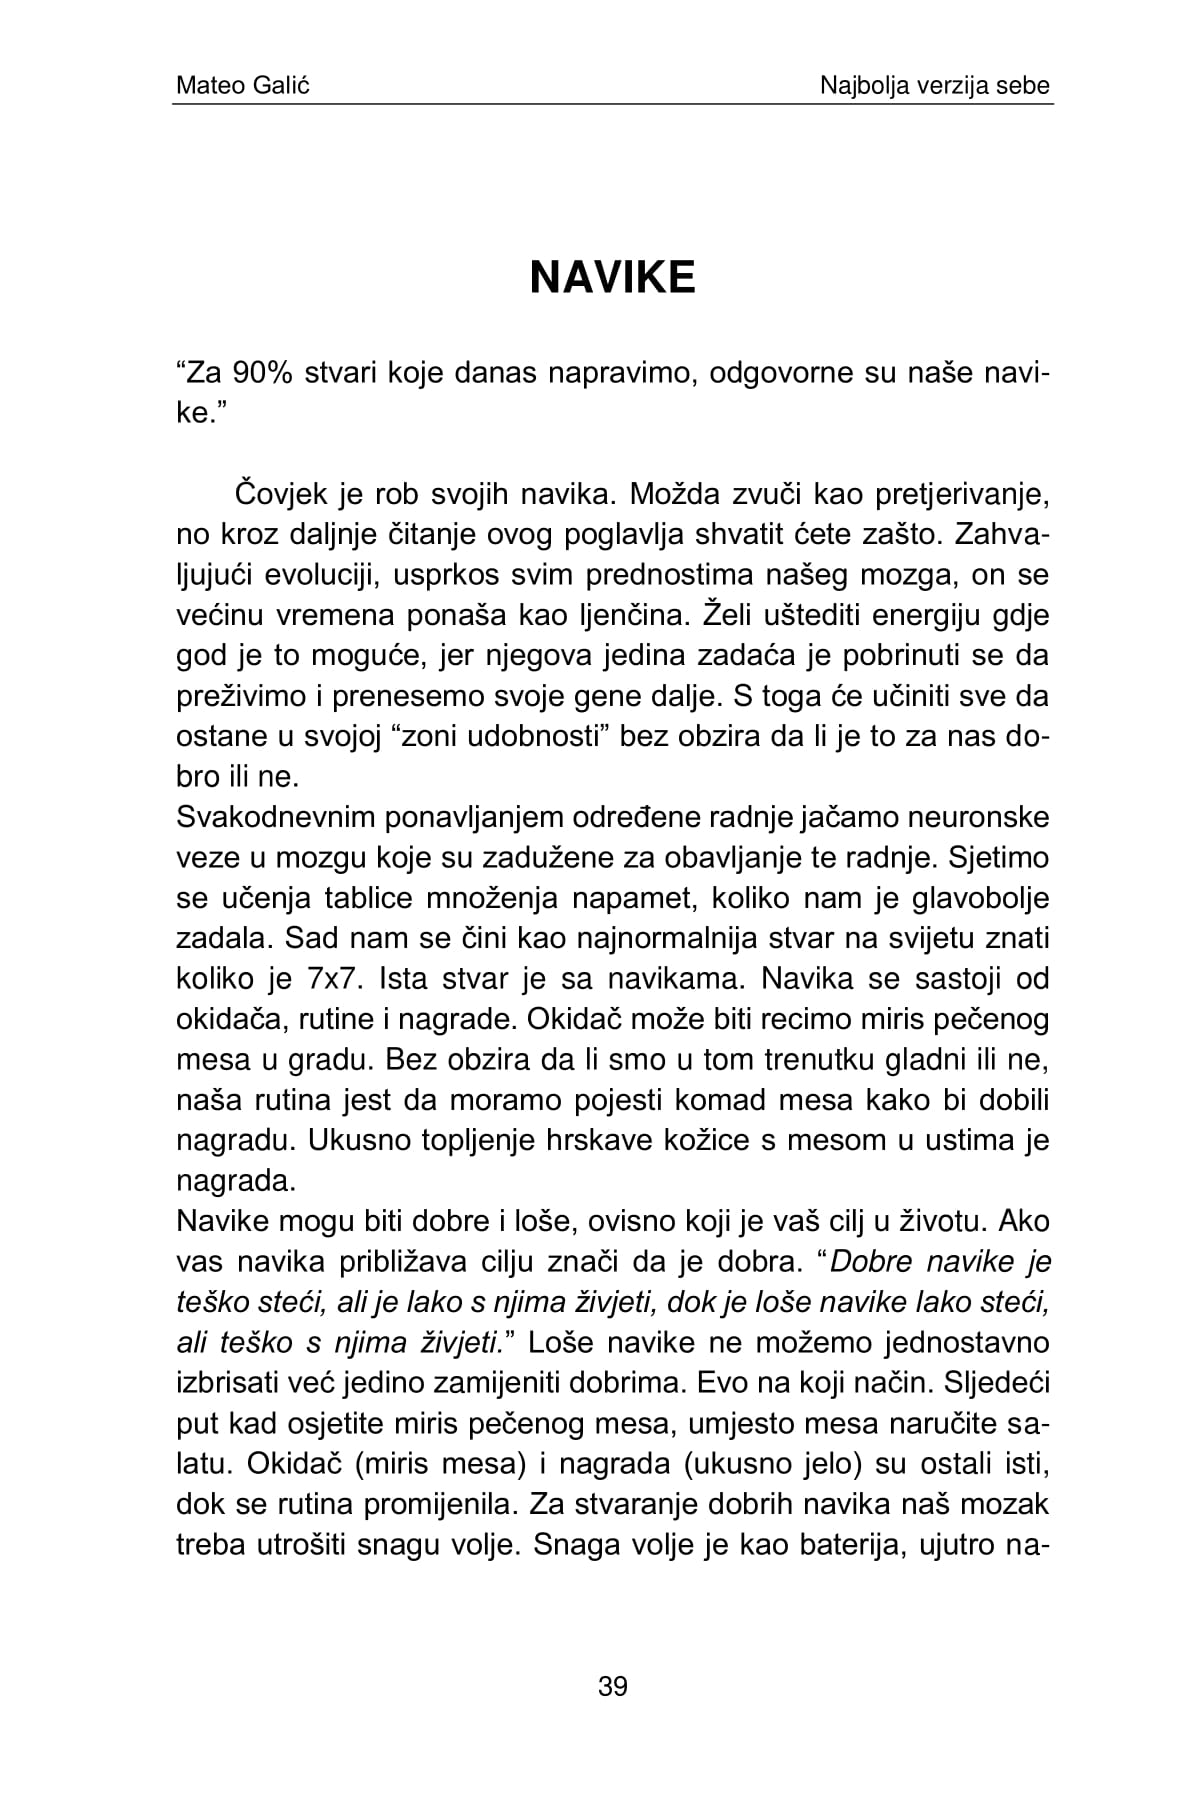 Mateo Galić Najbolja verzija sebe
NAVIKE
“Za 90% stvari koje danas napravimo, odgovorne su naše navi-
ke.”
Čovjek je rob svojih navika. Možda zvuči kao pretjerivanje,
no kroz daljnje čitanje ovog poglavlja shvatit ćete zašto. Zahva-
ljujući evoluciji, usprkos svim prednostima našeg mozga, on se
većinu vremena ponaša kao ljenčina. Želi uštediti energiju gdje
god je to moguće, jer njegova jedina zadaća je pobrinuti se da
preživimo i prenesemo svoje gene dalje. S toga će učiniti sve da
ostane u svojoj “zoni udobnosti” bez obzira da li je to za nas do-
bro ili ne.
Svakodnevnim ponavljanjem određene radnje jačamo neuronske
veze u mozgu koje su zadužene za obavljanje te radnje. Sjetimo
se učenja tablice množenja napamet, koliko nam je glavobolje
zadala. Sad nam se čini kao najnormalnija stvar na svijetu znati
koliko je 7x7. Ista stvar je sa navikama. Navika se sastoji od
okidača, rutine i nagrade. Okidač može biti recimo miris pečenog
mesa u gradu. Bez obzira da li smo u tom trenutku gladni ili ne,
naša rutina jest da moramo pojesti komad mesa kako bi dobili
nagradu. Ukusno topljenje hrskave kožice s mesom u ustima je
nagrada.
Navike mogu biti dobre i loše, ovisno koji je vaš cilj u životu. Ako
vas navika približava cilju znači da je dobra. “Dobre navike je
teško steći, ali je lako s njima živjeti, dok je loše navike lako steći,
ali teško s njima živjeti.” Loše navike ne možemo jednostavno
izbrisati već jedino zamijeniti dobrima. Evo na koji način. Sljedeći
put kad osjetite miris pečenog mesa, umjesto mesa naručite sa-
latu. Okidač (miris mesa) i nagrada (ukusno jelo) su ostali isti,
dok se rutina promijenila. Za stvaranje dobrih navika naš mozak
treba utrošiti snagu volje. Snaga volje je kao baterija, ujutro na-
39